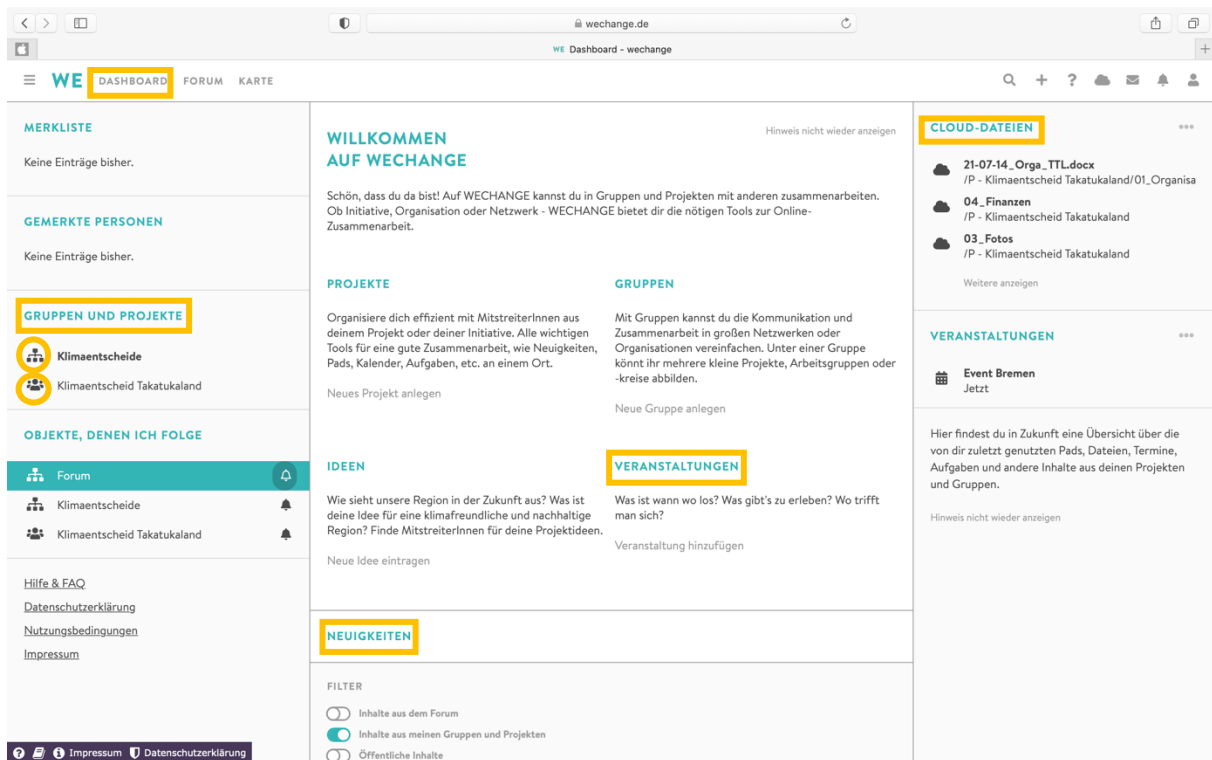 wechange.de
WE Dashboard - wechange
WE DASHBOARD FORUM KARTE
MERKLISTE
Keine Einträge bisher.
GEMERKTE PERSONEN
Keine Einträge bisher.
GRUPPEN UND PROJEKTE
Klimaentscheide
Klimaentscheid Takatukaland
OBJEKTE, DENEN ICH FOLGE
Forum
Klimaentscheide
Klimaentscheid Takatukaland
Hilfe & FAQ
Datenschutzerklärung
Nutzungsbedingungen
Impressum
Impressum Datenschutzerklärung
WILLKOMMEN
AUF WECHANGE
Hinweis nicht wieder anzeigen
Schön, dass du da bist! Auf WECHANGE kannst du in Gruppen und Projekten mit anderen zusammenarbeiten.
Ob Initiative, Organisation oder Netzwerk - WECHANGE bietet dir die nötigen Tools zur Online-
Zusammenarbeit.
PROJEKTE
Organisiere dich effizient mit MitstreiterInnen aus
deinem Projekt oder deiner Initiative. Alle wichtigen
Tools für eine gute Zusammenarbeit, wie Neuigkeiten,
Pads, Kalender, Aufgaben, etc. an einem Ort.
Neues Projekt anlegen
GRUPPEN
Mit Gruppen kannst du die Kommunikation und
Zusammenarbeit in großen Netzwerken oder
Organisationen vereinfachen. Unter einer Gruppe
könnt ihr mehrere kleine Projekte, Arbeitsgruppen oder
-kreise abbilden.
Neue Gruppe anlegen
IDEEN
Wie sieht unsere Region in der Zukunft aus? Was ist
deine Idee für eine klimafreundliche und nachhaltige
Region? Finde MitstreiterInnen für deine Projektideen.
Neue Idee eintragen
VERANSTALTUNGEN
Was ist wann wo los? Was gibt's zu erleben? Wo trifft
man sich?
Veranstaltung hinzufügen
NEUIGKEITEN
FILTER
Inhalte aus dem Forum
Inhalte aus meinen Gruppen und Projekten
Öffentliche Inhalte
CLOUD-DATEIEN
21-07-14_Orga_TTL.docx
/P - Klimaentscheid Takatukaland/01_Organisa
04_Finanzen
/P - Klimaentscheid Takatukaland
03_Fotos
/P - Klimaentscheid Takatukaland
Weitere anzeigen
VERANSTALTUNGEN
Event Bremen
Jetzt
Hier findest du in Zukunft eine Übersicht über die
von dir zuletzt genutzten Pads, Dateien, Termine,
Aufgaben und andere Inhalte aus deinen Projekten
und Gruppen.
Hinweis nicht wieder anzeigen